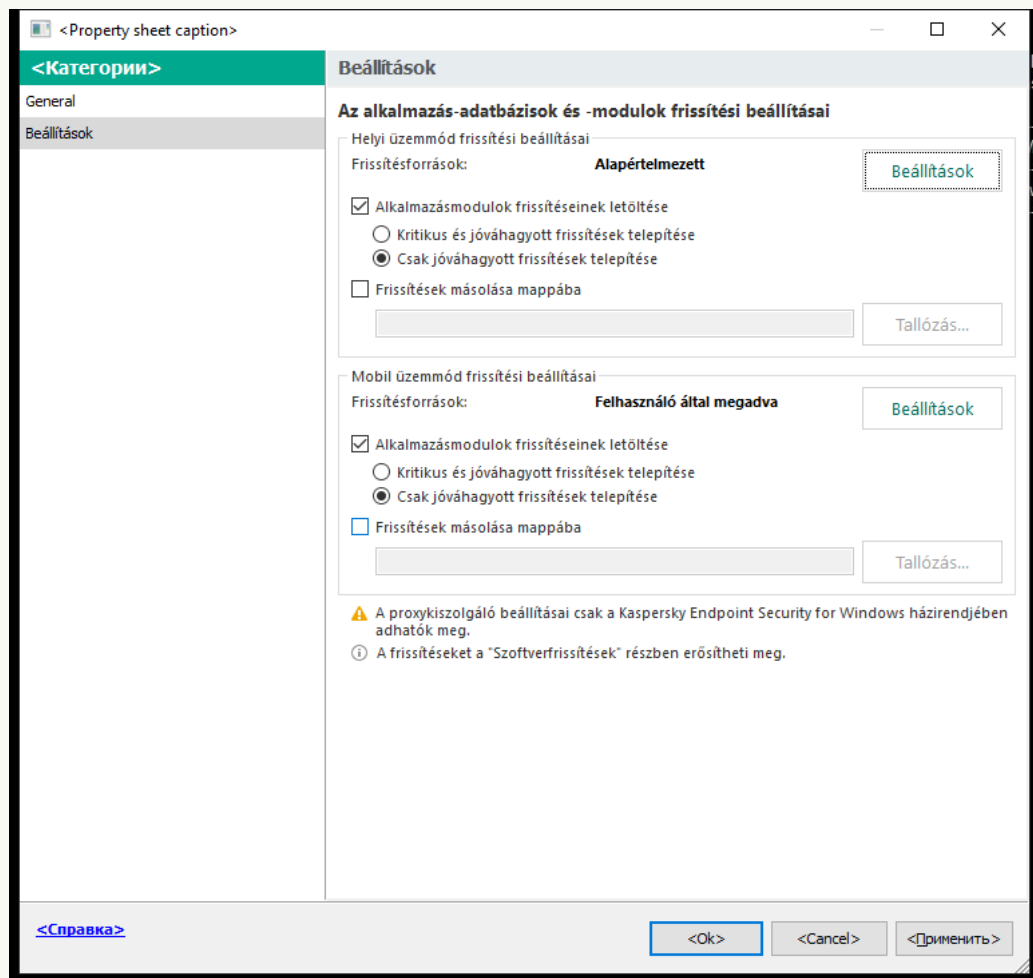 <Property sheet caption>
<Категории>
General
Beállítások
Beállítások
Az alkalmazás-adatbázisok és -modulok frissítési beállításai
Helyi üzemmód frissítési beállításai
Frissítésforrások: Alapértelmezett Beállítások
Alkalmazásmodulok frissítéseinek letöltése
Kritikus és jóváhagyott frissítések telepítése
Csak jóváhagyott frissítések telepítése
Frissítések másolása mappába
Tallózás...
Mobil üzemmód frissítési beállításai
Frissítésforrások: Felhasználó által megadva Beállítások
Alkalmazásmodulok frissítéseinek letöltése
Kritikus és jóváhagyott frissítések telepítése
Csak jóváhagyott frissítések telepítése
Frissítések másolása mappába
Tallózás...
A proxykiszolgáló beállításai csak a Kaspersky Endpoint Security for Windows házirendjében
adhatók meg.
A frissítéseket a "Szoftverfrissítések" részben erősítheti meg.
<Справка>
<Ok> <Cancel> <Применить>